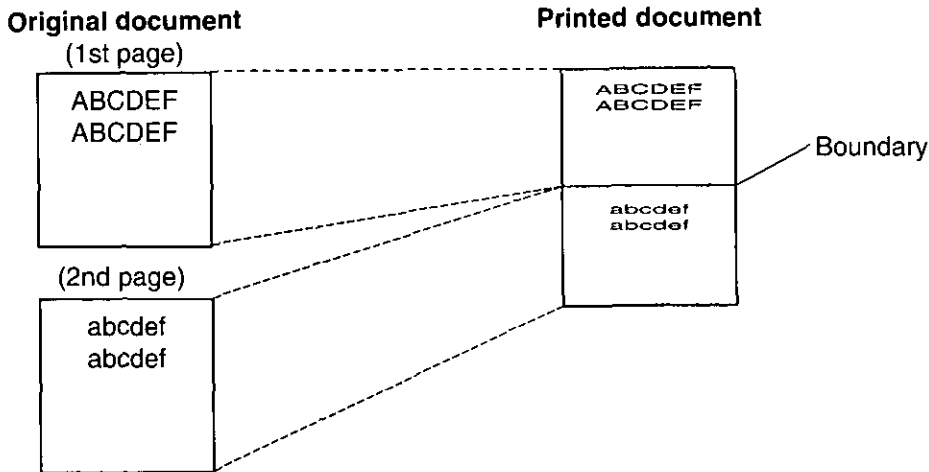 Original document
(1st page)
ABCDEF
ABCDEF
(2nd page)
abcdef
abcdef
Printed document
ABCDEF
ABCDEF
Boundary
abcdef
abcdef